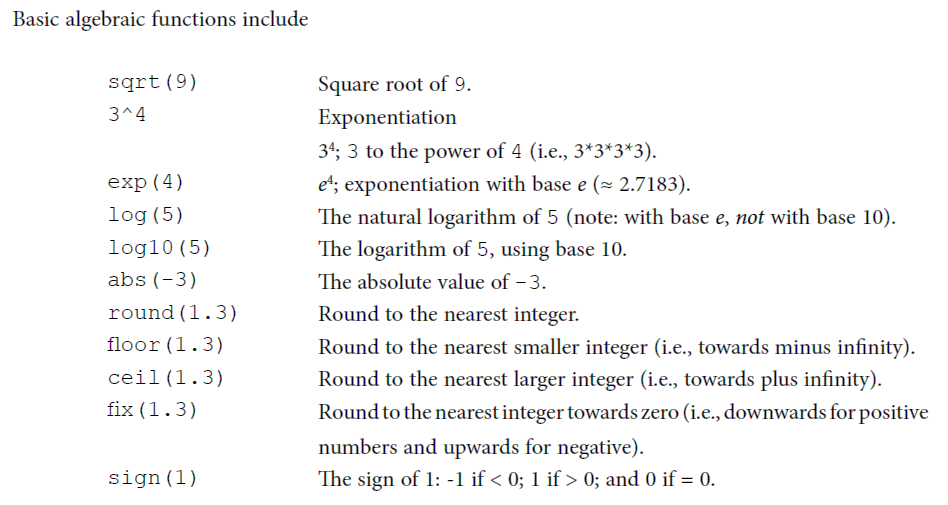 Basic algebraic functions include
sqrt(9) Square root of 9.
3^4 Exponentiation
3⁴; 3 to the power of 4 (i.e., 3*3*3*3).
exp(4) e⁴; exponentiation with base e (≈ 2.7183).
log(5) The natural logarithm of 5 (note: with base e, not with base 10).
log10(5) The logarithm of 5, using base 10.
abs(-3) The absolute value of -3.
round(1.3) Round to the nearest integer.
floor(1.3) Round to the nearest smaller integer (i.e., towards minus infinity).
ceil(1.3) Round to the nearest larger integer (i.e., towards plus infinity).
fix(1.3) Round to the nearest integer towards zero (i.e., downwards for positive
numbers and upwards for negative).
sign(1) The sign of 1: -1 if < 0; 1 if > 0; and 0 if = 0.